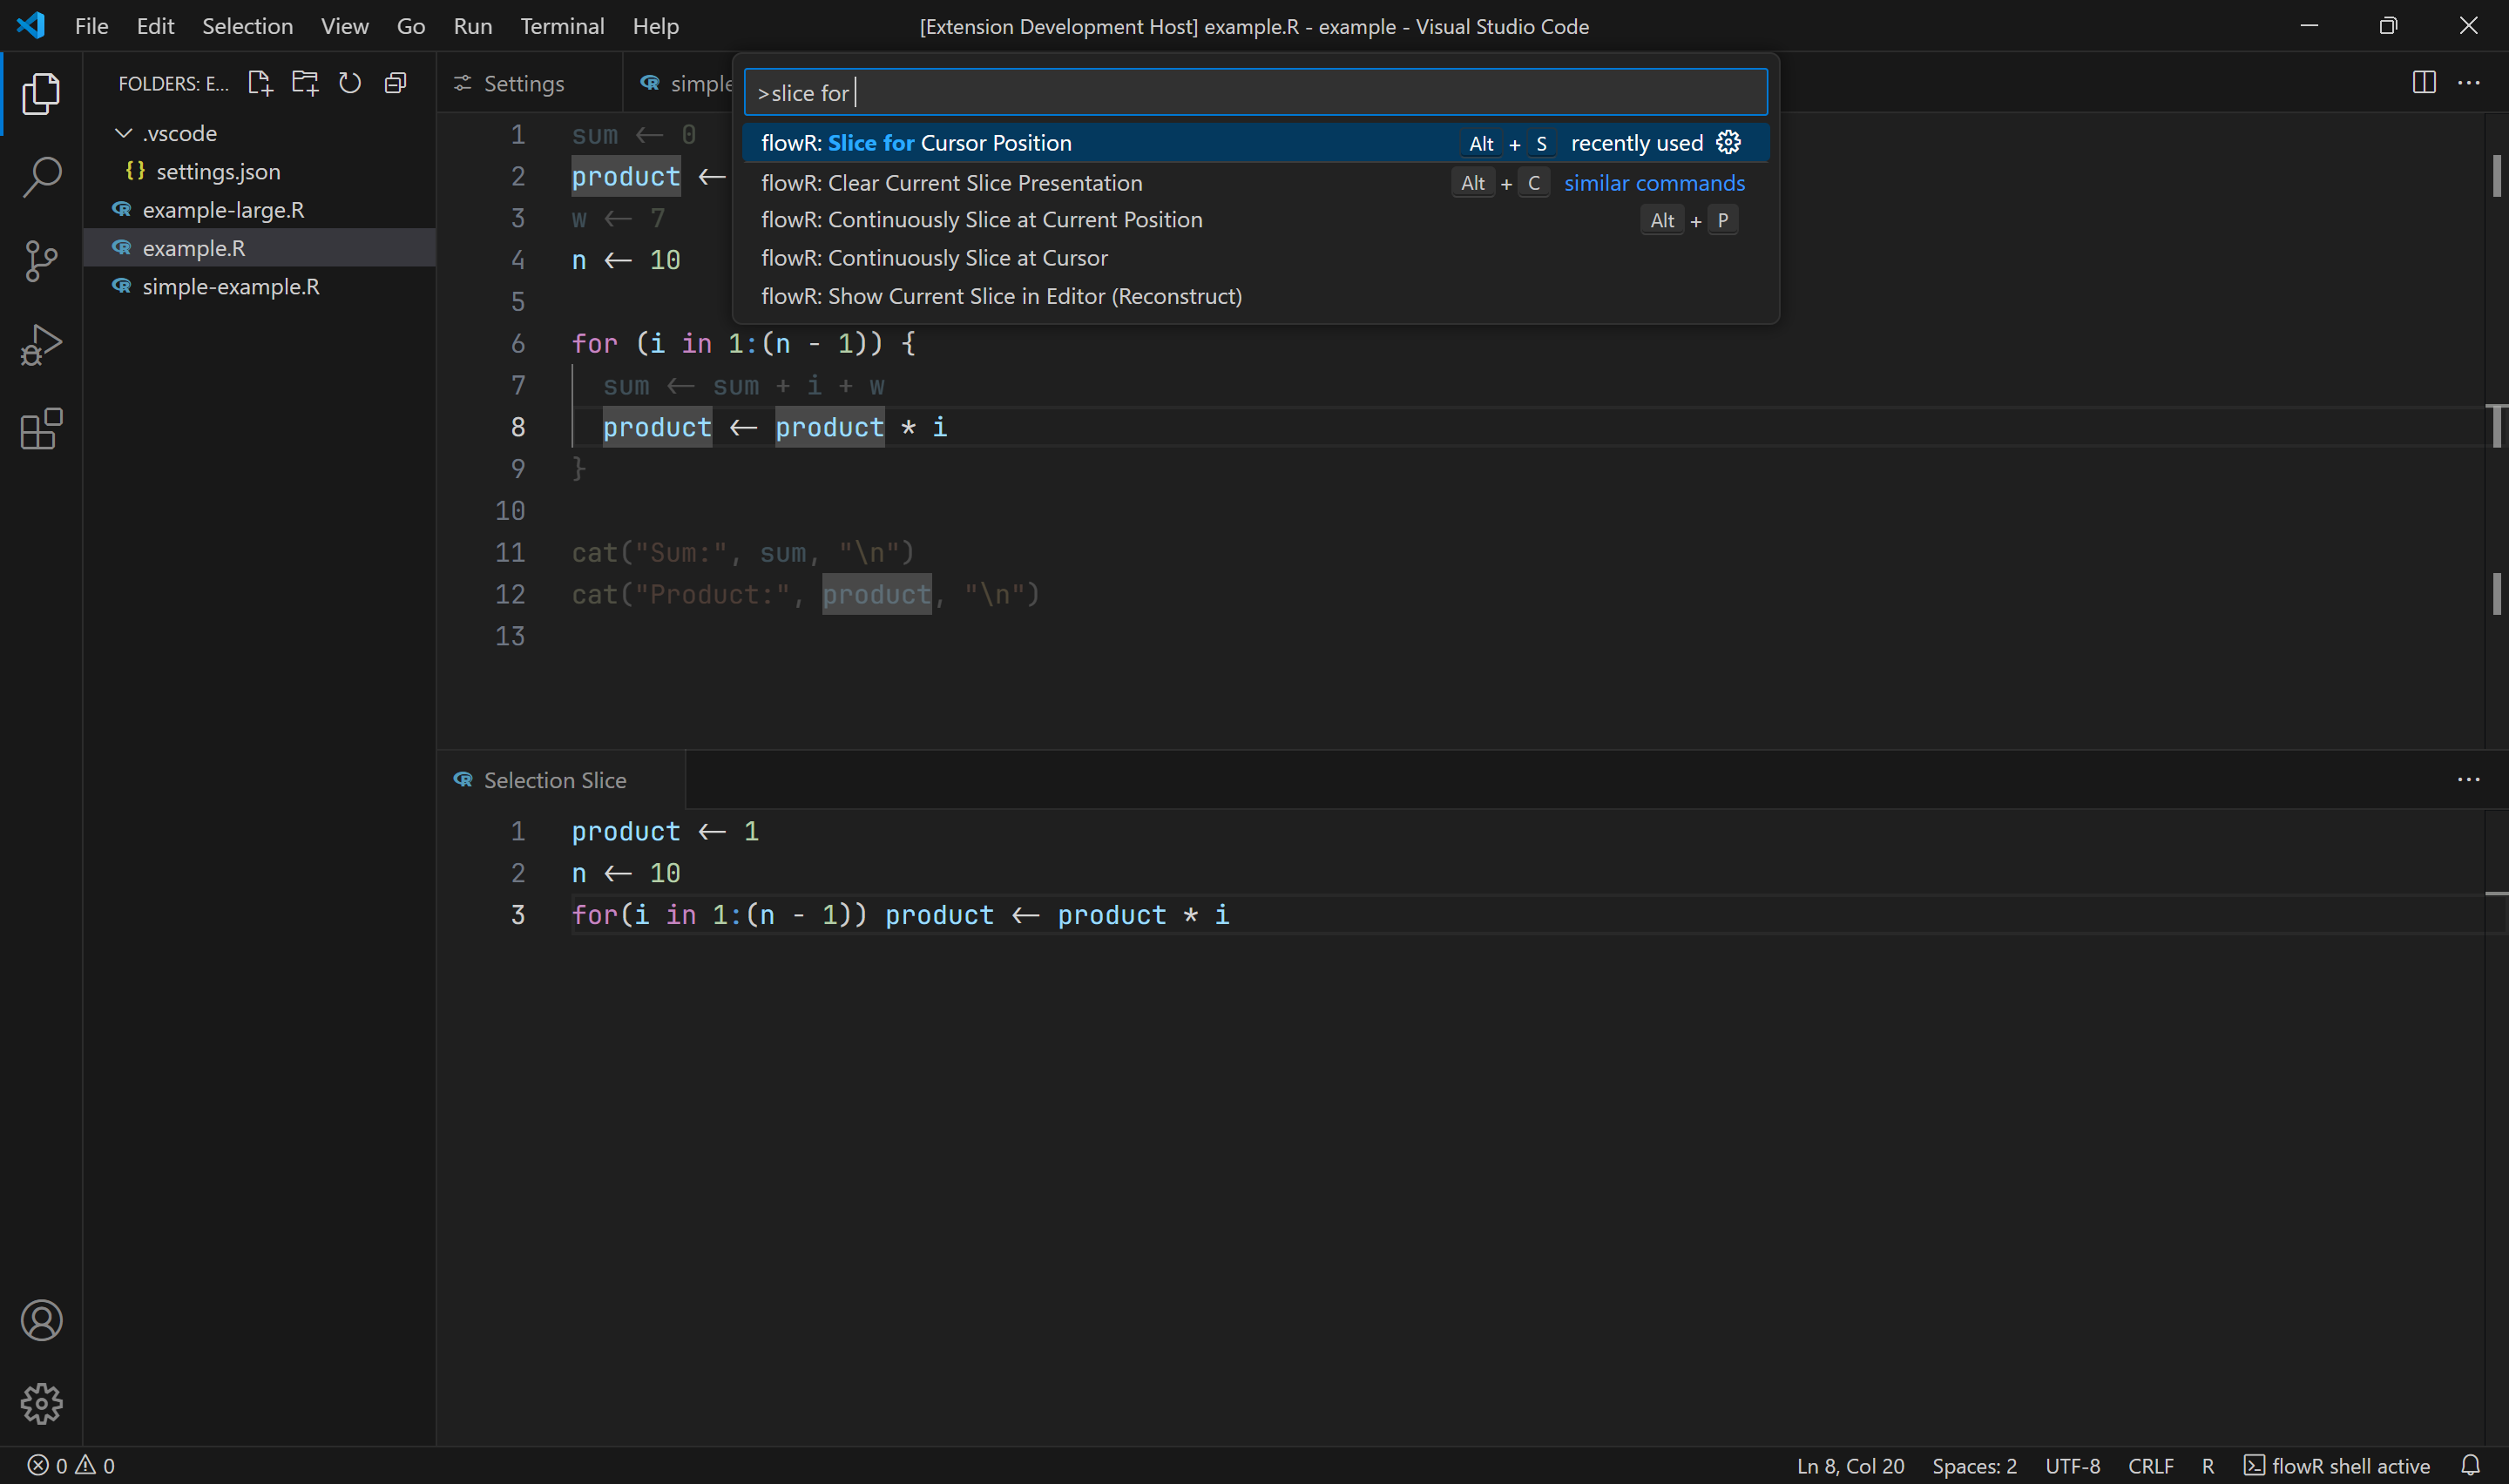 File Edit Selection View Go Run Terminal Help [Extension Development Host] example.R - example - Visual Studio Code
FOLDERS: E...
.vscode
{} settings.json
example-large.R
example.R
simple-example.R
Settings
>slice for
flowR: Slice for Cursor Position Alt + S recently used
flowR: Clear Current Slice Presentation Alt + C similar commands
flowR: Continuously Slice at Current Position Alt + P
flowR: Continuously Slice at Cursor
flowR: Show Current Slice in Editor (Reconstruct)
1 sum ← 0
2 product ←
3 w ← 7
4 n ← 10
5
6 for (i in 1:(n - 1)) {
7 sum ← sum + i + w
8 product ← product * i
9 }
10
11 cat("Sum:", sum, "\n")
12 cat("Product:", product, "\n")
13
Selection Slice
1 product ← 1
2 n ← 10
3 for(i in 1:(n - 1)) product ← product * i
0 0 Ln 8, Col 20 Spaces: 2 UTF-8 CRLF R flowR shell active